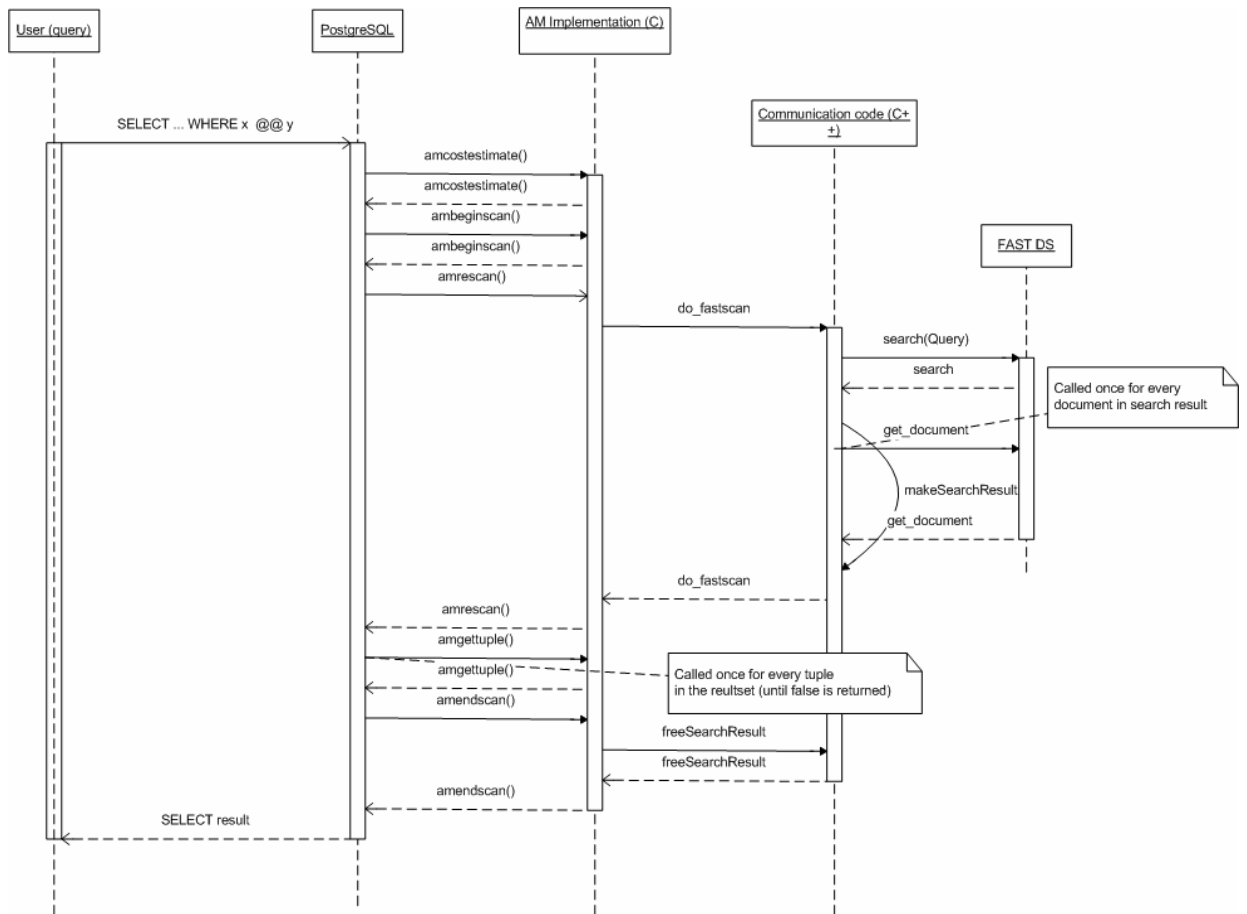 User (query)
PostgreSQL
AM Implementation (C)
Communication code (C+
+)
FAST DS
SELECT ... WHERE x @@ y
amcostestimate()
amcostestimate()
ambeginscan()
ambeginscan()
amrescan()
do_fastscan
search(Query)
search
Called once for every
document in search result
get_document
makeSearchResult
get_document
do_fastscan
amrescan()
amgettuple()
Called once for every tuple
in the reultset (until false is returned)
amgettuple()
amendscan()
freeSearchResult
freeSearchResult
amendscan()
SELECT result